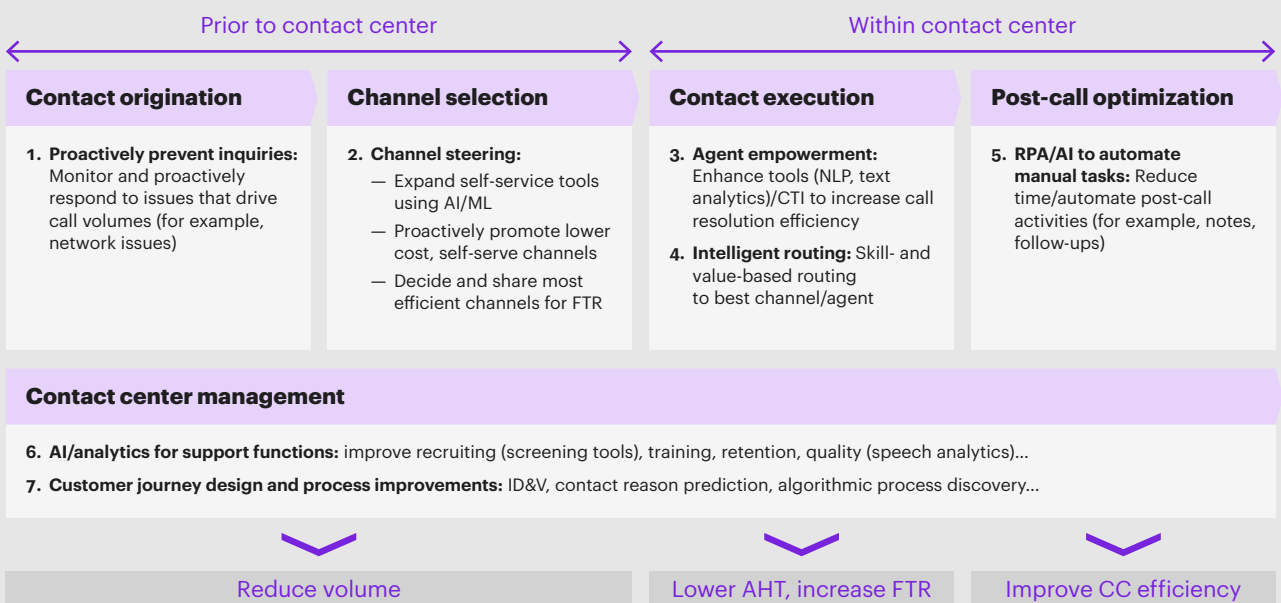 Prior to contact center
Within contact center
Contact origination
1. Proactively prevent inquiries:
Monitor and proactively
respond to issues that drive
call volumes (for example,
network issues)
Channel selection
2. Channel steering:
— Expand self-service tools
using AI/ML
— Proactively promote lower
cost, self-serve channels
— Decide and share most
efficient channels for FTR
Contact execution
3. Agent empowerment:
Enhance tools (NLP, text
analytics)/CTI to increase call
resolution efficiency
4. Intelligent routing: Skill- and
value-based routing
to best channel/agent
Post-call optimization
5. RPA/AI to automate
manual tasks: Reduce
time/automate post-call
activities (for example, notes,
follow-ups)
Contact center management
6. AI/analytics for support functions: improve recruiting (screening tools), training, retention, quality (speech analytics)...
7. Customer journey design and process improvements: ID&V, contact reason prediction, algorithmic process discovery...
Reduce volume
Lower AHT, increase FTR
Improve CC efficiency